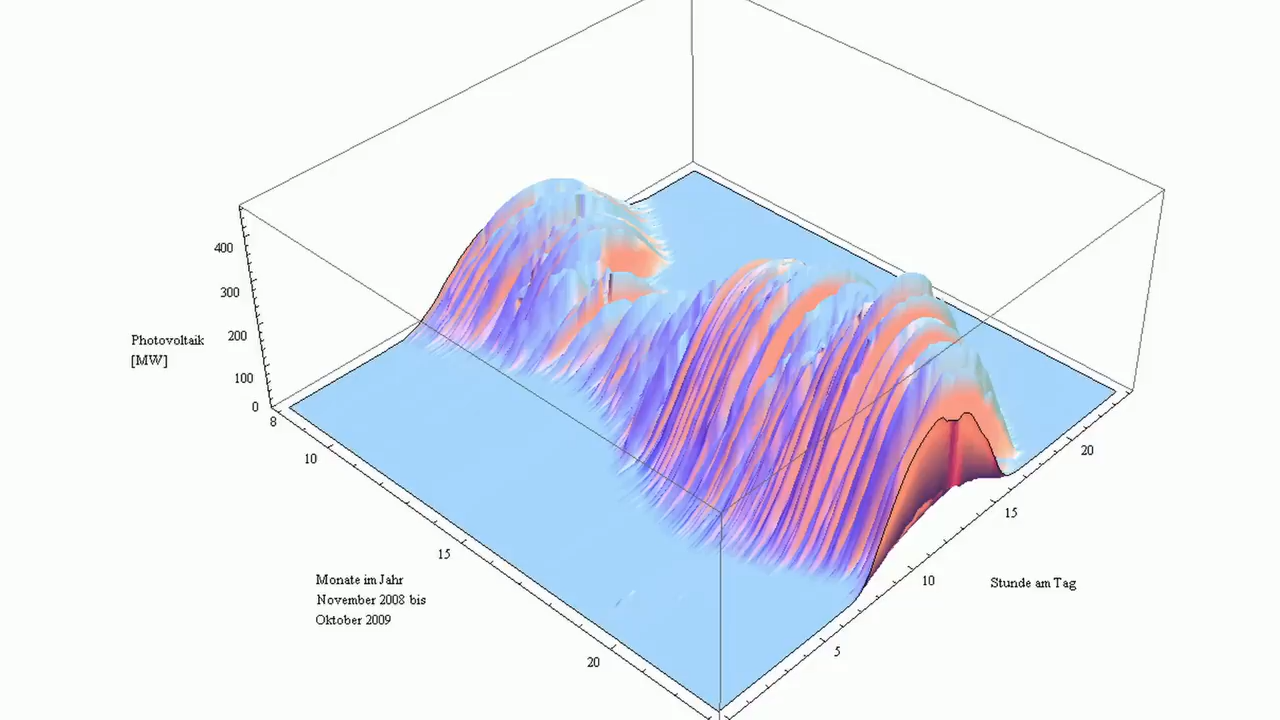 400
300
Photovoltaik
200
[MW]
100
0
8
10
15
20
Monate im Jahr
November 2008 bis
Oktober 2009
5
10
15
20
Stunde am Tag